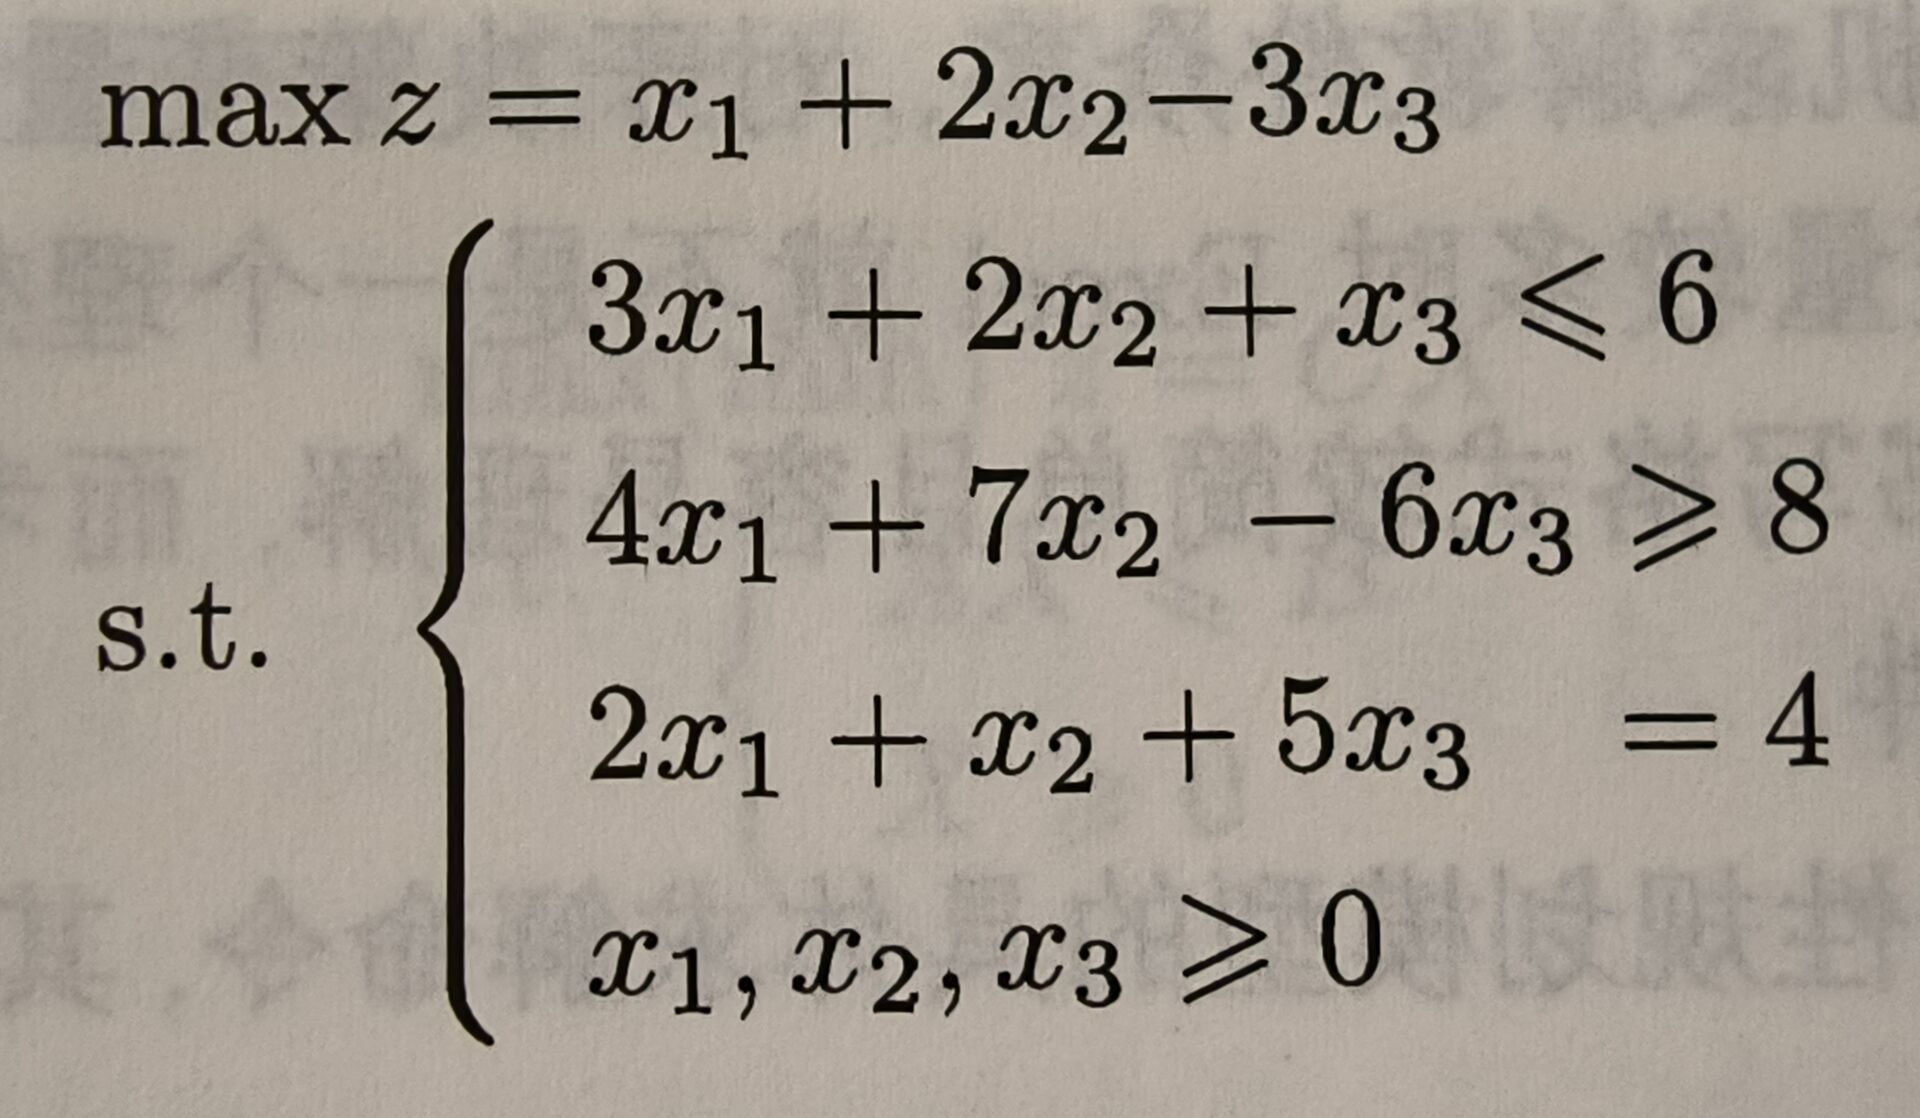 max z = x₁ + 2x₂−3x₃
3x₁ + 2x₂ + x₃ ⩽ 6
4x₁ + 7x₂ − 6x₃ ⩾ 8
s.t.
2x₁ + x₂ + 5x₃ = 4
x₁, x₂, x₃ ⩾ 0